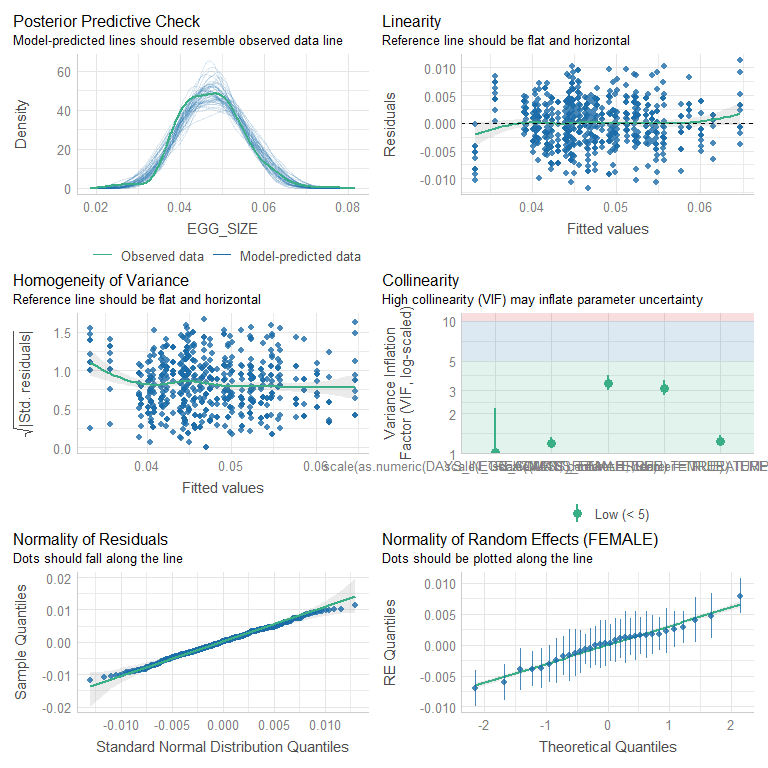 Posterior Predictive Check
Model-predicted lines should resemble observed data line
Density
60
40
20
0
0.02
0.04
0.06
0.08
EGG_SIZE
Observed data
Model-predicted data
Linearity
Reference line should be flat and horizontal
Residuals
0.010
0.005
0.000
-0.005
-0.010
0.04
0.05
0.06
Fitted values
Homogeneity of Variance
Reference line should be flat and horizontal
√|Std. residuals|
1.5
1.0
0.5
0.0
0.04
0.05
0.06
Fitted values
Collinearity
High collinearity (VIF) may inflate parameter uncertainty
Variance Inflation
Factor (VIF, log-scaled)
10
5
3
2
1
scale(as.numeric(DAYS_
Low (< 5)
Normality of Residuals
Dots should fall along the line
Sample Quantiles
0.02
0.01
0.00
-0.01
-0.02
-0.010
-0.005
0.000
0.005
0.010
Standard Normal Distribution Quantiles
Normality of Random Effects (FEMALE)
Dots should be plotted along the line
RE Quantiles
0.010
0.005
0.000
-0.005
-0.010
-2
-1
0
1
2
Theoretical Quantiles